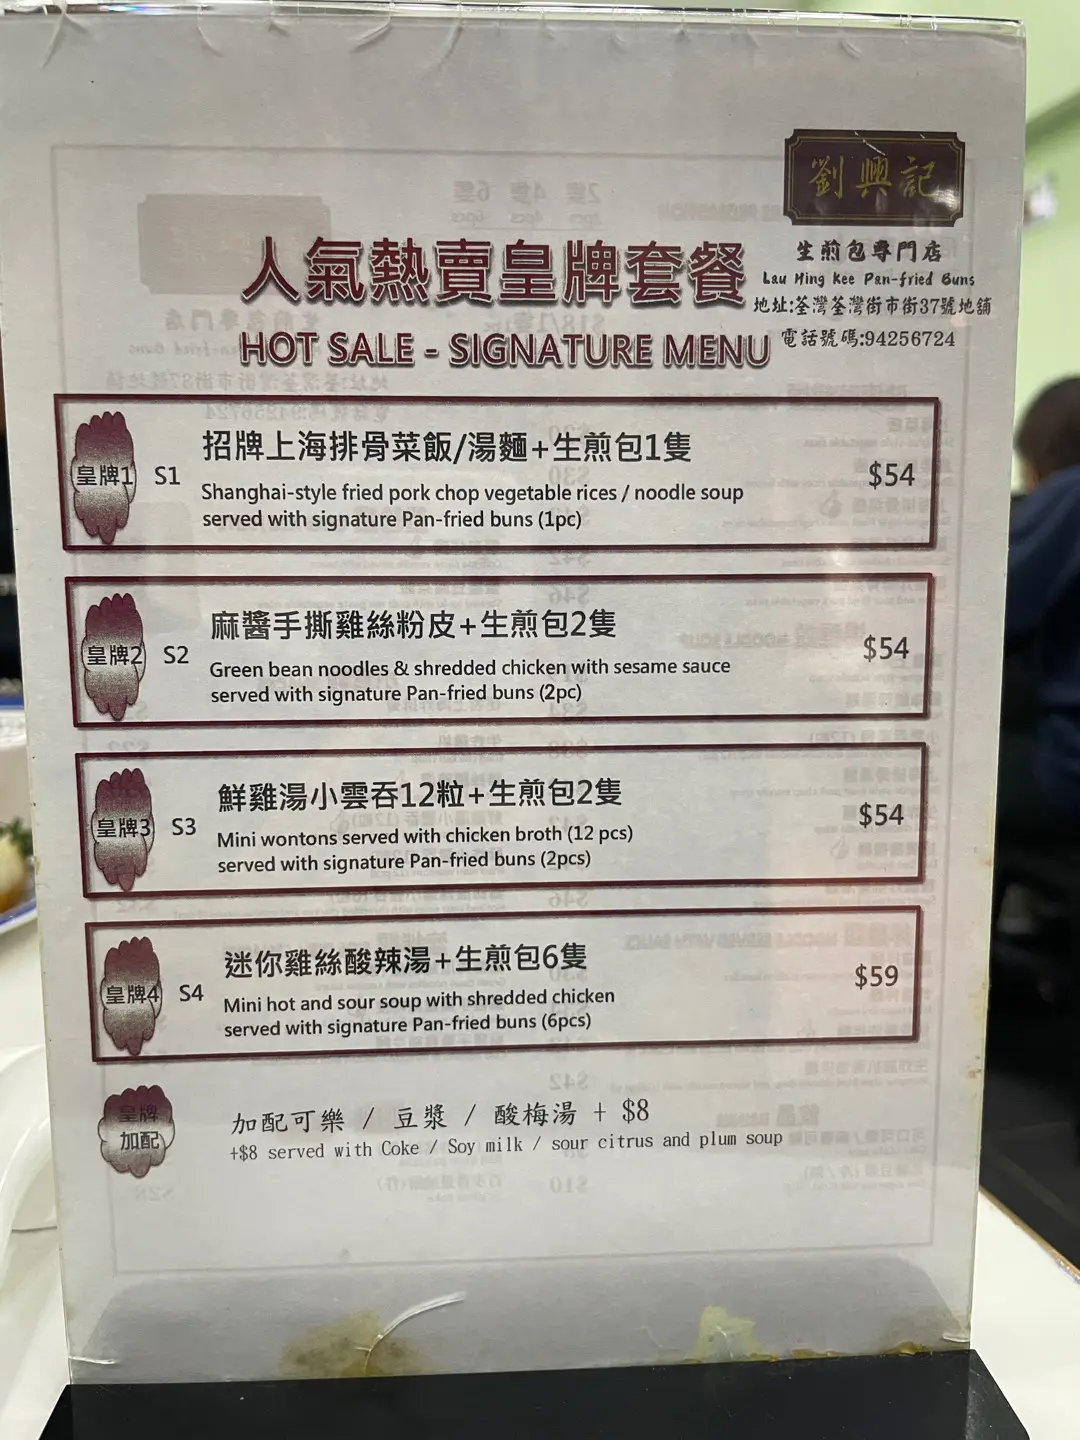 劉興記
生煎包專門店
Lau Hing Kee Pan-fried Buns
地址:荃灣荃灣街市街37號地舖
電話號碼:94256724
人氣熱賣皇牌套餐
HOT SALE - SIGNATURE MENU
皇牌1 S1 招牌上海排骨菜飯/湯麵+生煎包1隻 $54
Shanghai-style fried pork chop vegetable rices / noodle soup
served with signature Pan-fried buns (1pc)
皇牌2 S2 麻醬手撕雞絲粉皮+生煎包2隻 $54
Green bean noodles & shredded chicken with sesame sauce
served with signature Pan-fried buns (2pc)
皇牌3 S3 鮮雞湯小雲吞12粒+生煎包2隻 $54
Mini wontons served with chicken broth (12 pcs)
served with signature Pan-fried buns (2pcs)
皇牌4 S4 迷你雞絲酸辣湯+生煎包6隻 $59
Mini hot and sour soup with shredded chicken
served with signature Pan-fried buns (6pcs)
皇牌
加配
加配可樂 / 豆漿 / 酸梅湯 + $8
+$8 served with Coke / Soy milk / sour citrus and plum soup